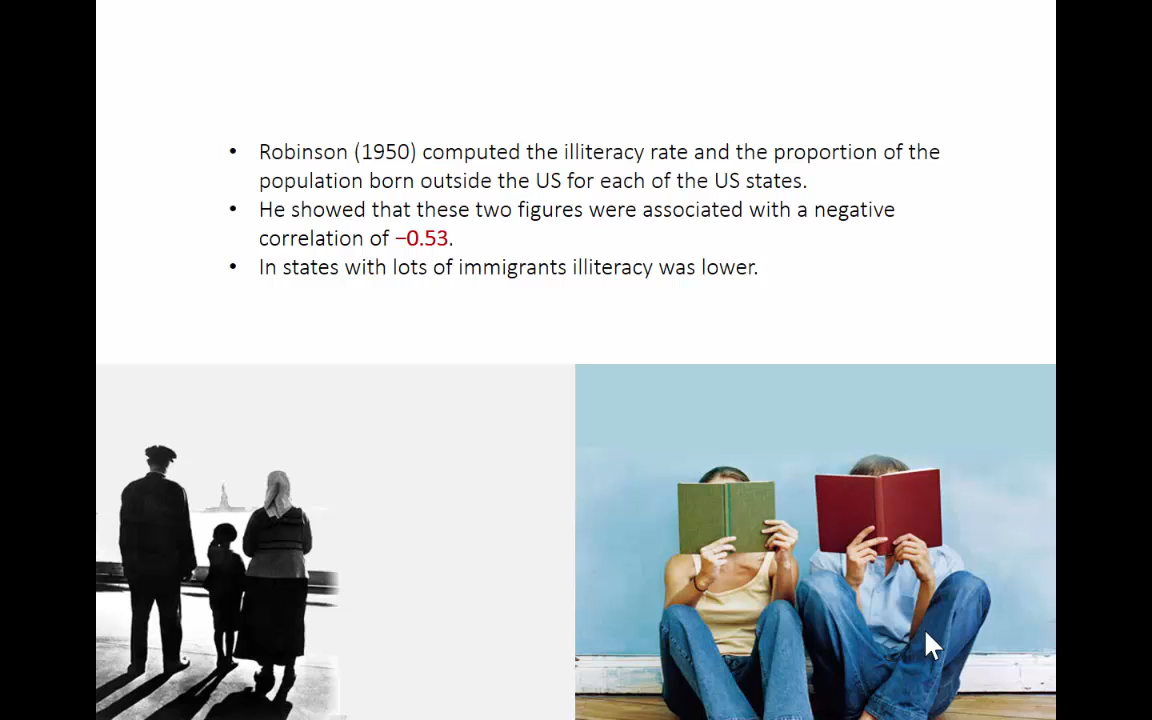 • Robinson (1950) computed the illiteracy rate and the proportion of the
population born outside the US for each of the US states.
• He showed that these two figures were associated with a negative
correlation of −0.53.
• In states with lots of immigrants illiteracy was lower.